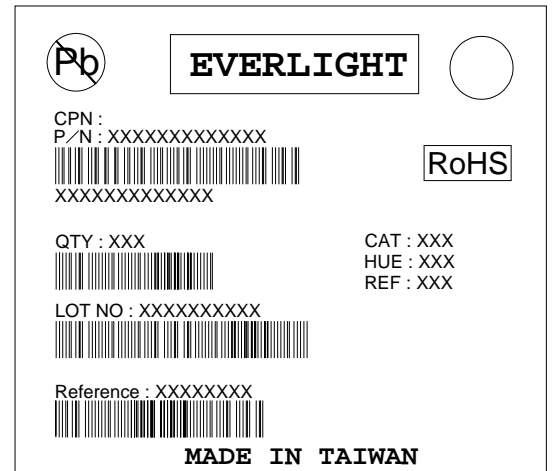 Pb
EVERLIGHT
CPN :
P/N : XXXXXXXXXXXXX
RoHS
XXXXXXXXXXXXX
QTY : XXX
CAT : XXX
HUE : XXX
REF : XXX
LOT NO : XXXXXXXXXX
Reference : XXXXXXXX
MADE IN TAIWAN